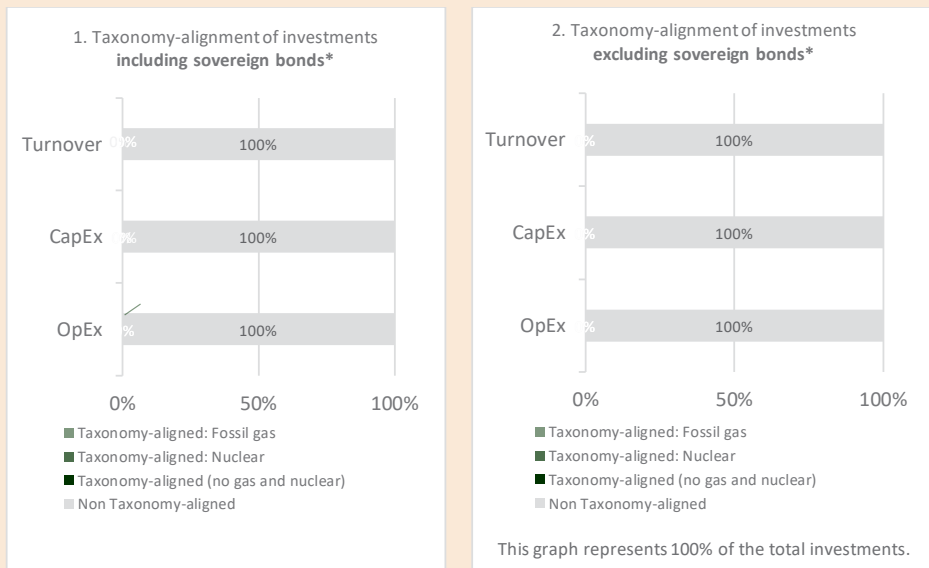 1. Taxonomy-alignment of investments
including sovereign bonds*
Turnover
100%
CapEx
100%
OpEx
100%
0%
50%
100%
Taxonomy-aligned: Fossil gas
Taxonomy-aligned: Nuclear
Taxonomy-aligned (no gas and nuclear)
Non Taxonomy-aligned
2. Taxonomy-alignment of investments
excluding sovereign bonds*
Turnover
100%
CapEx
100%
OpEx
100%
0%
50%
100%
Taxonomy-aligned: Fossil gas
Taxonomy-aligned: Nuclear
Taxonomy-aligned (no gas and nuclear)
Non Taxonomy-aligned
This graph represents 100% of the total investments.